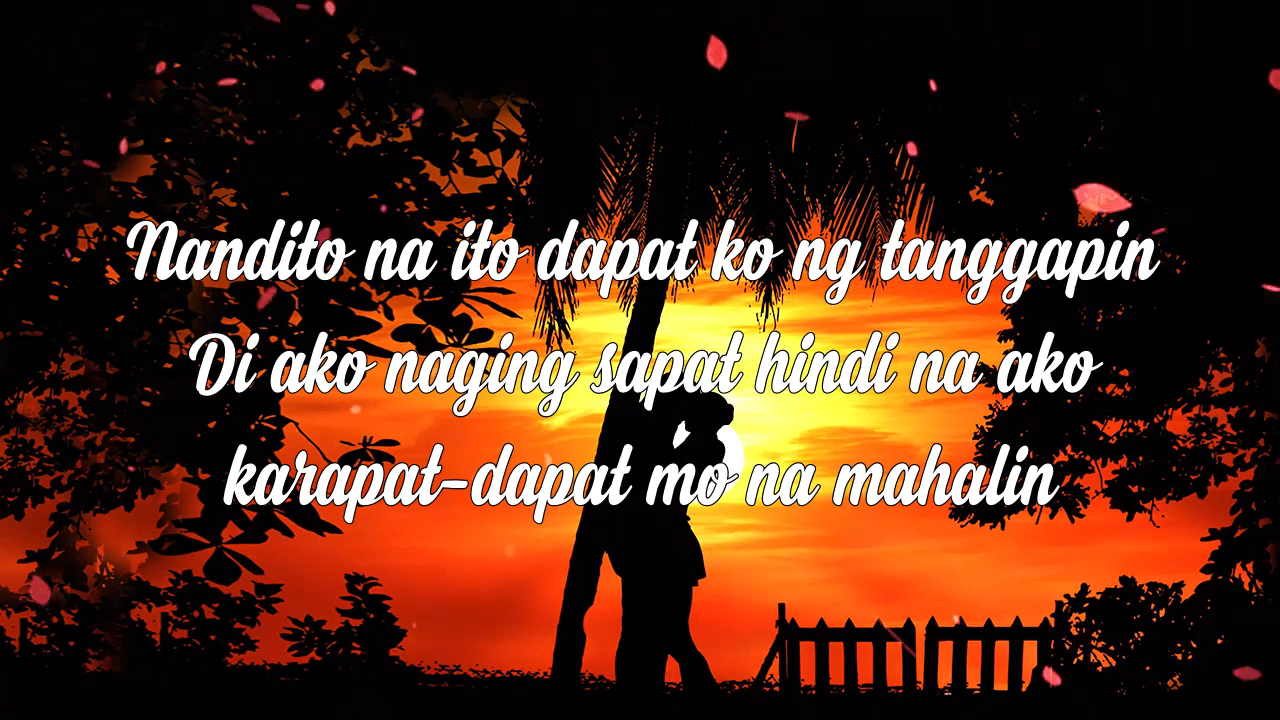 Nandito na ito dapat ko ng tanggapin
Di ako naging sapat hindi na ako
karapat-dapat mo na mahalin